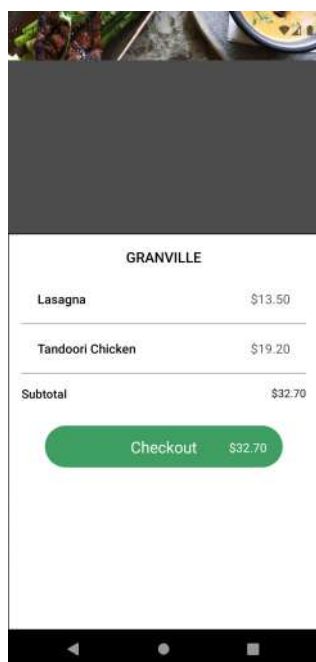 GRANVILLE
Lasagna $13.50
Tandoori Chicken $19.20
Subtotal $32.70
Checkout $32.70